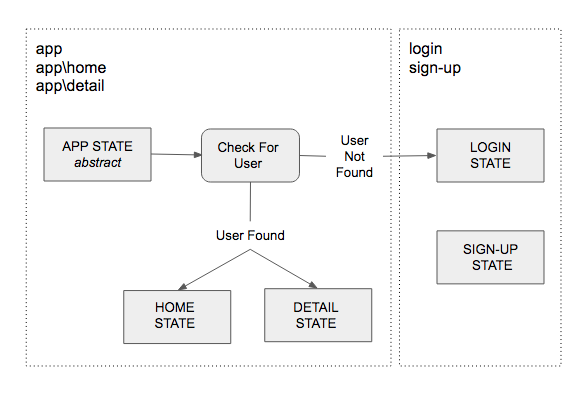 app
app\home
app\detail
login
sign-up
APP STATE
abstract
Check For
User
User
Not
Found
LOGIN
STATE
User Found
SIGN-UP
STATE
HOME
STATE
DETAIL
STATE